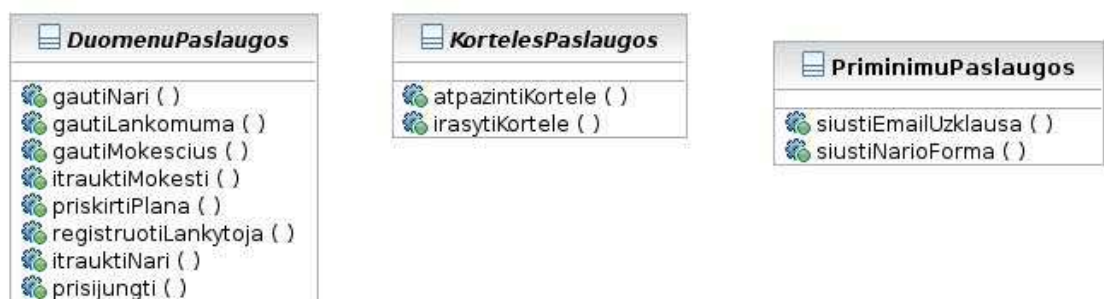 DuomenuPaslaugos
gautiNari ( )
gautiLankomuma ( )
gautiMokescius ( )
itrauktiMokesti ( )
priskirtiPlana ( )
registruotiLankytoja ( )
itrauktiNari ( )
prisijungti ( )
KortelesPaslaugos
atpazintiKortele ( )
irasytiKortele ( )
PriminimuPaslaugos
siustiEmailUzklausa ( )
siustiNarioForma ( )